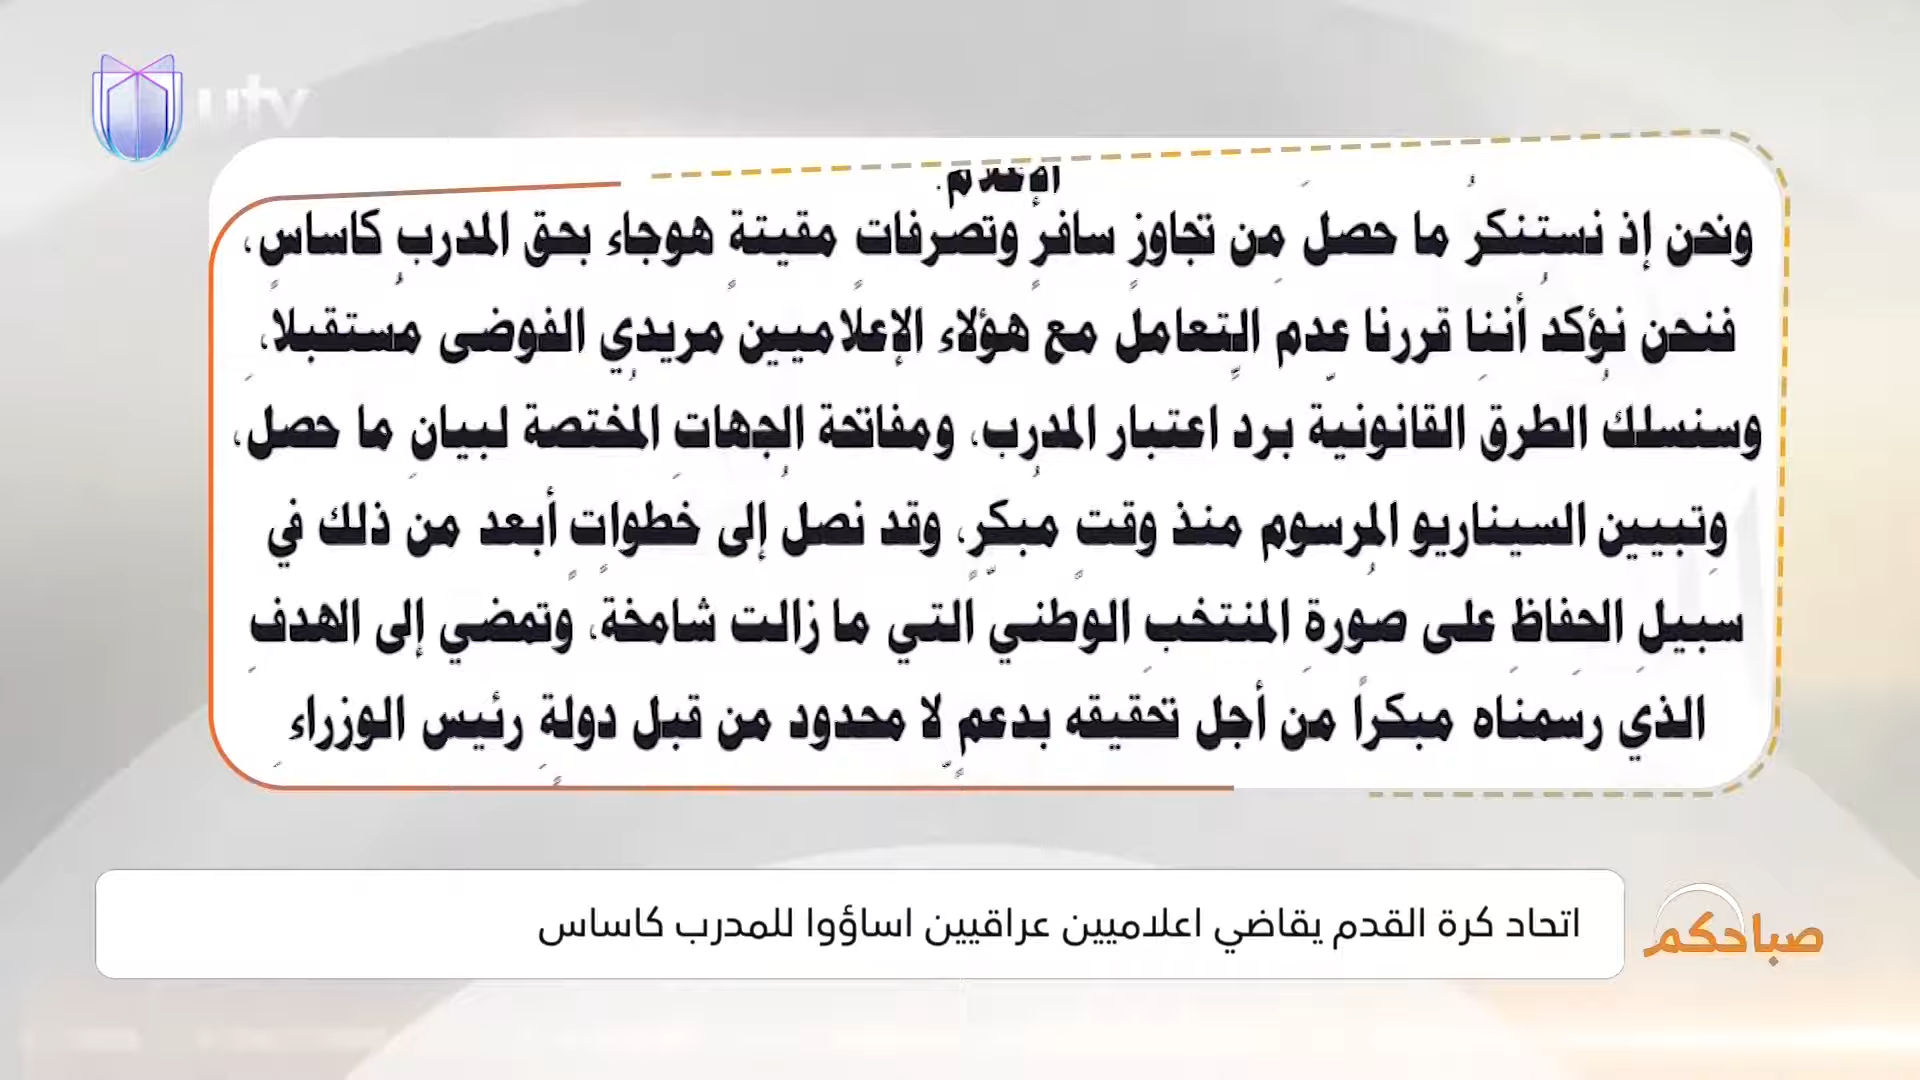 utv
الإعلام.
ونحن إذ نستنكرُ ما حصلَ مِن تجاوزٍ سافرٍ وتصرفاتٍ مقيتةٍ هوجاء بحق المدربُ كاساسٍ،
فنحن نؤكدُ أننا قررنا عدم التعامل مع هؤلاء الإعلاميين مريدي الفوضى مستقبلاً،
وسنسلكُ الطرق القانونية برد اعتبار المدرب، ومفاتحة الجهات المختصة لبيانِ ما حصلَ،
وتبيين السيناريو المرسوم منذ وقتٍ مبكرٍ، وقد نصل إلى خطواتٍ أبعد من ذلك في
سبيلِ الحفاظ على صورة المنتخب الوطني التي ما زالت شامخة، وتمضي إلى الهدف
الذي رسمناه مبكراً من أجل تحقيقه بدعمٍ لا محدود من قبل دولة رئيس الوزراء
اتحاد كرة القدم يقاضي اعلاميين عراقيين اساؤوا للمدرب كاساس
صباحكم